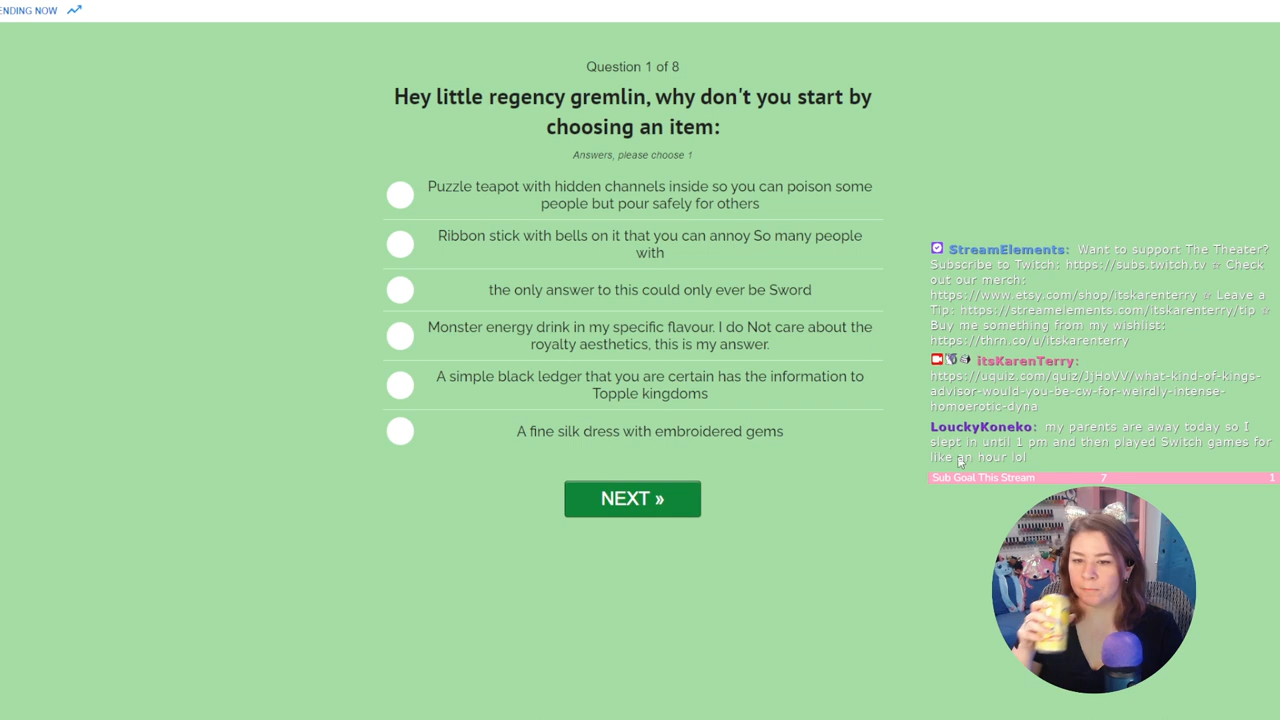 ENDING NOW
Question 1 of 8
Hey little regency gremlin, why don't you start by
choosing an item:
Answers, please choose 1
Puzzle teapot with hidden channels inside so you can poison some
people but pour safely for others
Ribbon stick with bells on it that you can annoy So many people
with
the only answer to this could only ever be Sword
Monster energy drink in my specific flavour. I do Not care about the
royalty aesthetics, this is my answer.
A simple black ledger that you are certain has the information to
Topple kingdoms
A fine silk dress with embroidered gems
NEXT »
StreamElements: Want to support The Theater?
Subscribe to Twitch: https://subs.twitch.tv ☆ Check
out our merch:
https://www.etsy.com/shop/itskarenterry ☆ Leave a
Tip: https://streamelements.com/itskarenterry/tip ☆
Buy me something from my wishlist:
https://thrn.co/u/itskarenterry
itsKarenTerry:
https://uquiz.com/quiz/JjHoVV/what-kind-of-kings-
advisor-would-you-be-cw-for-weirdly-intense-
homoerotic-dyna
LouckyKoneko: my parents are away today so I
slept in until 1 pm and then played Switch games for
like an hour lol
Sub Goal This Stream 7 1